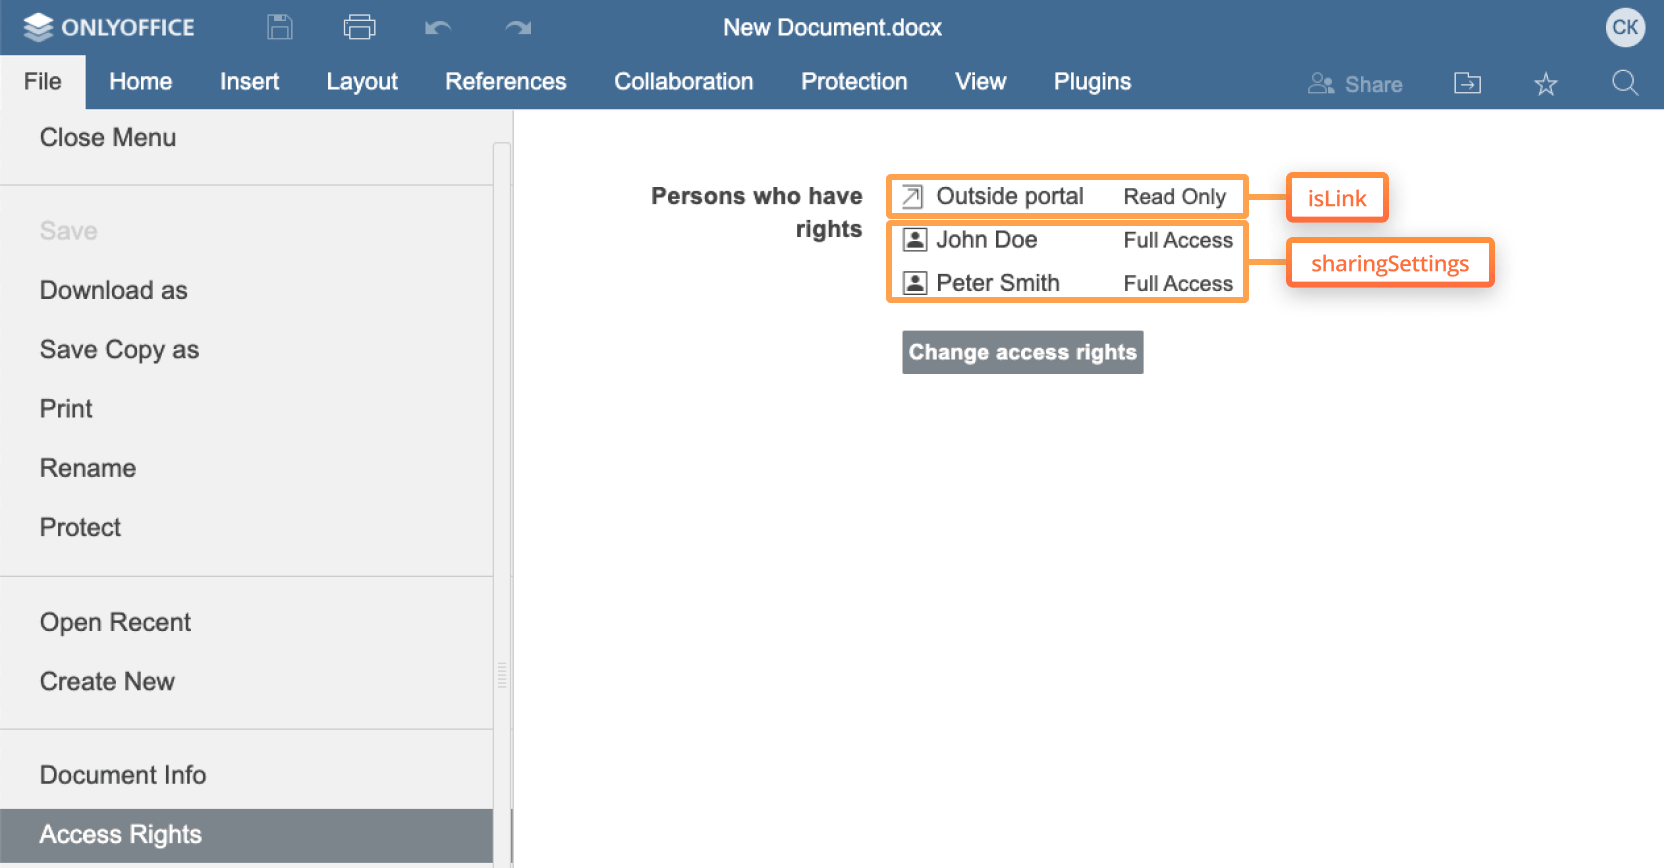 ONLYOFFICE
New Document.docx
CK
File Home Insert Layout References Collaboration Protection View Plugins Share
Close Menu
Save
Download as
Save Copy as
Print
Rename
Protect
Open Recent
Create New
Document Info
Access Rights
Persons who have
rights
Outside portal Read Only
John Doe Full Access
Peter Smith Full Access
Change access rights
isLink
sharingSettings